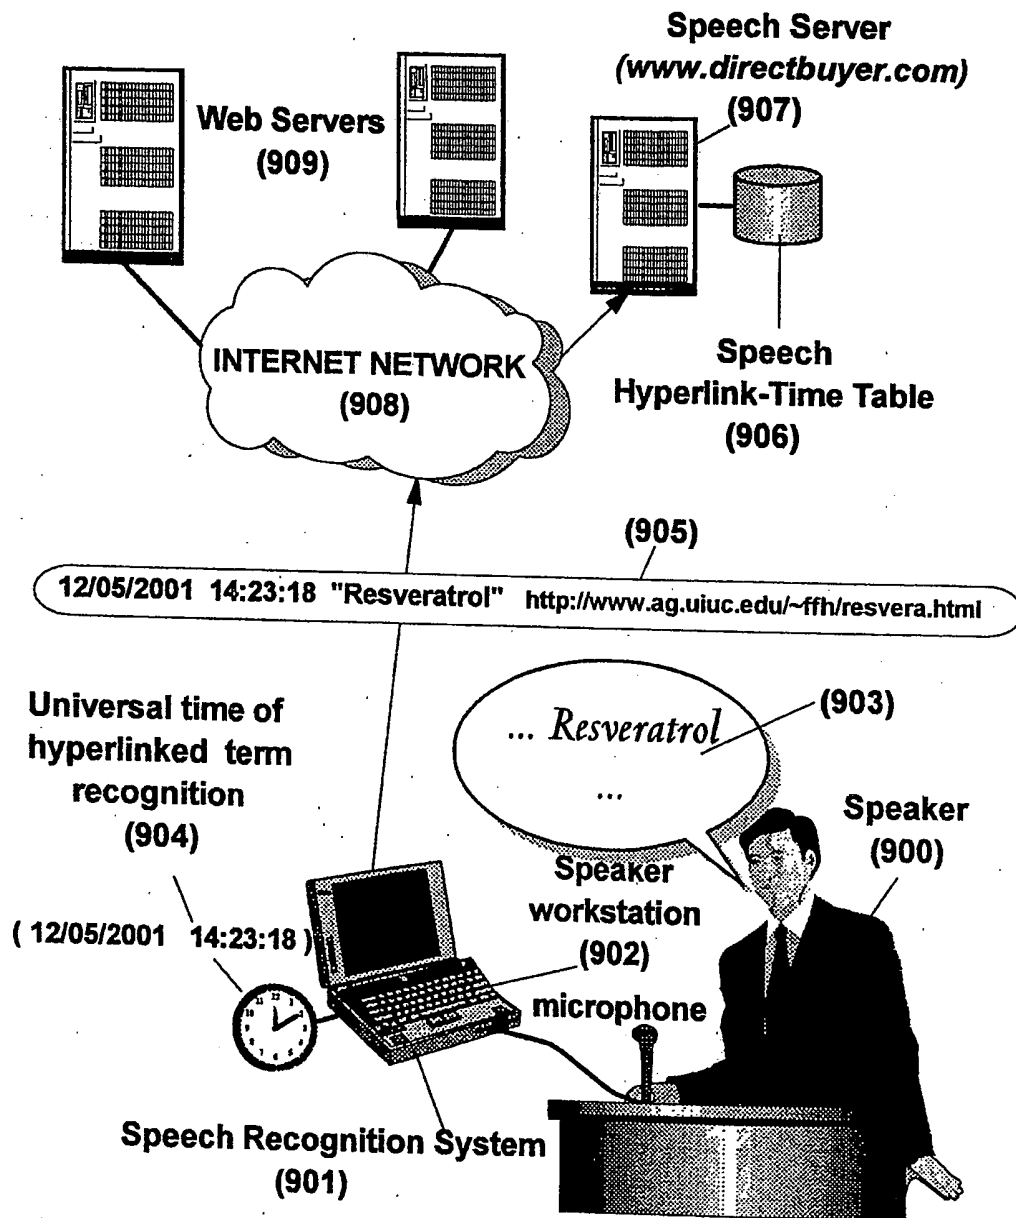 Speech Server
(www.directbuyer.com)
(907)
Web Servers
(909)
INTERNET NETWORK
(908)
Speech
Hyperlink-Time Table
(906)
(905)
12/05/2001 14:23:18 "Resveratrol" http://www.ag.uiuc.edu/~ffh/resvera.html
Universal time of
hyperlinked term
recognition
(904)
... Resveratrol
...
(903)
Speaker
(900)
Speaker
workstation
(902)
( 12/05/2001 14:23:18 )
microphone
Speech Recognition System
(901)